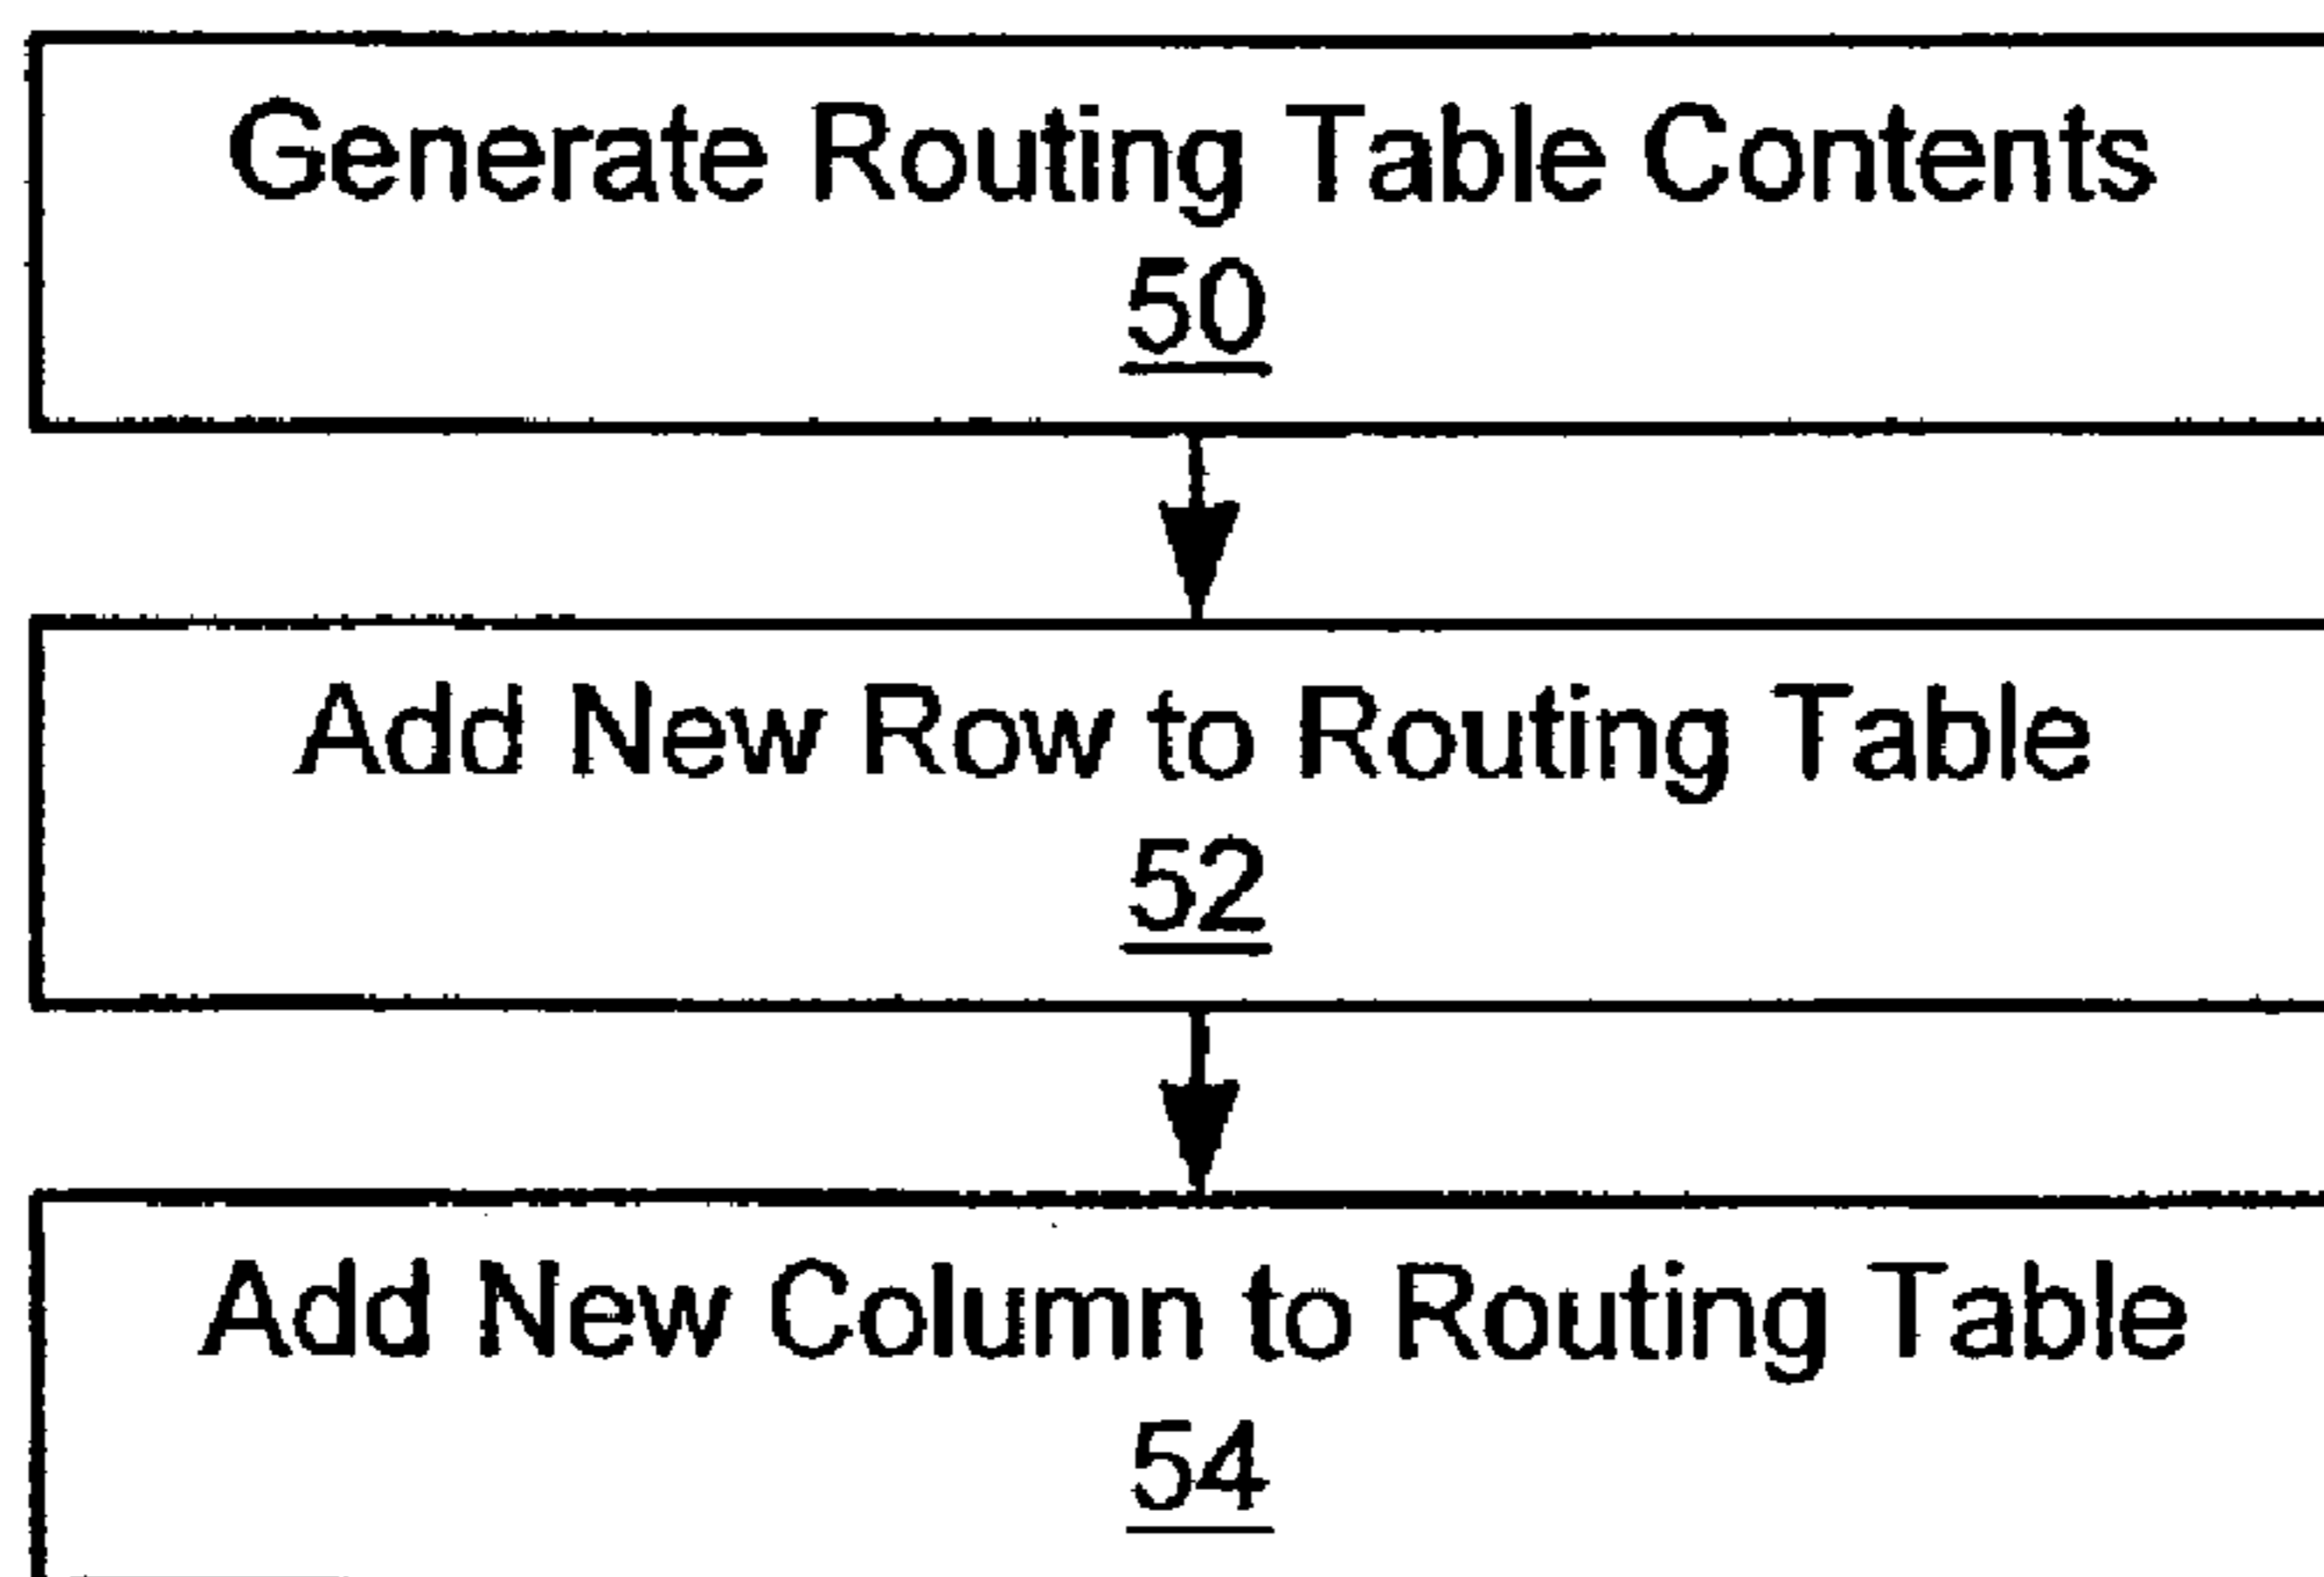 Generate Routing Table Contents
50
Add New Row to Routing Table
52
Add New Column to Routing Table
54